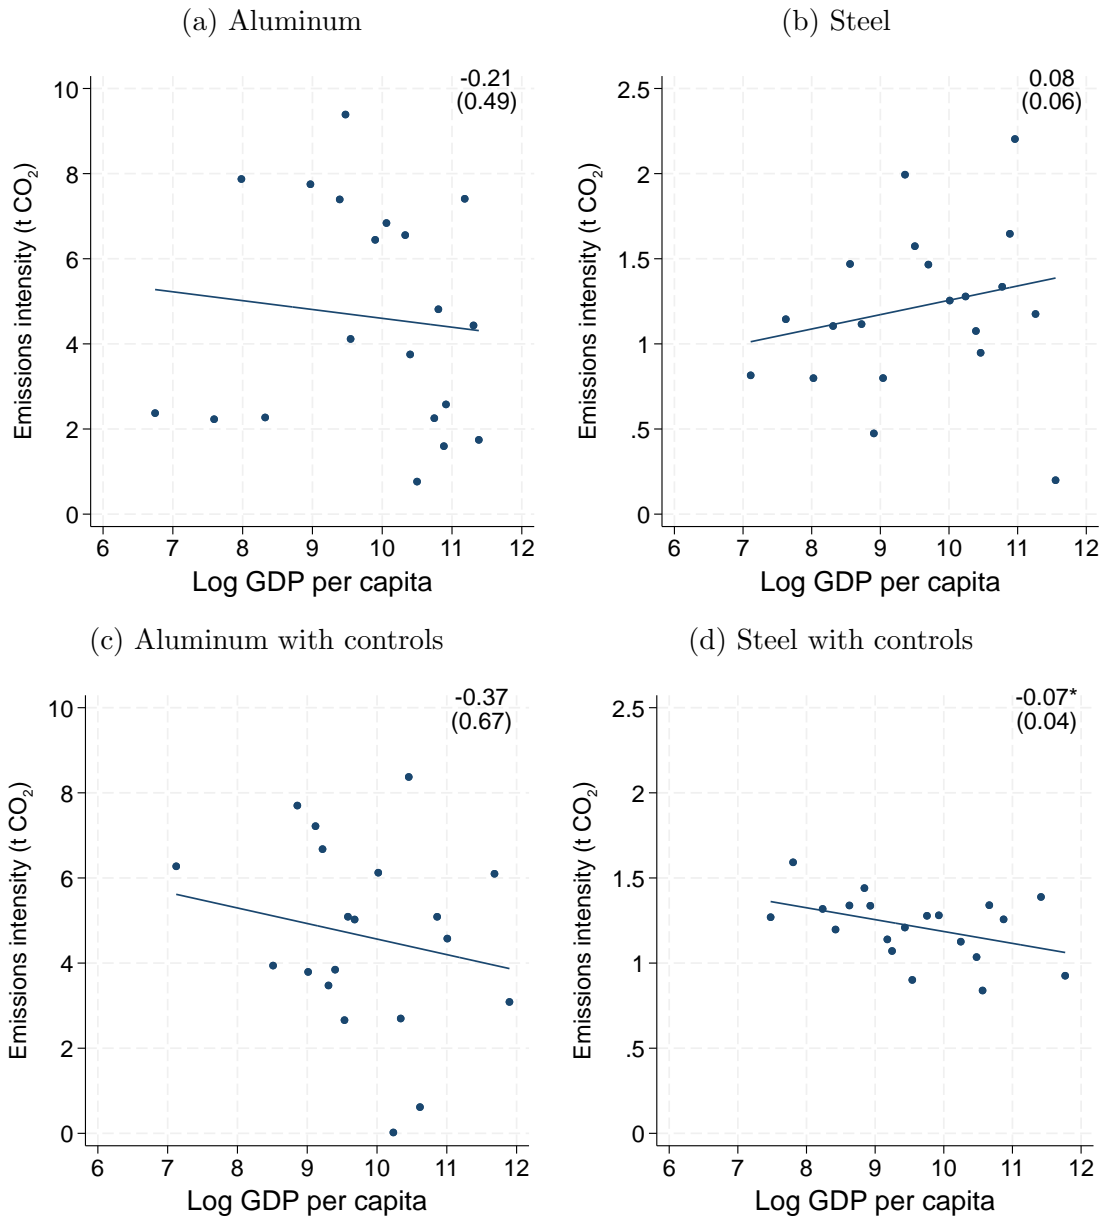 (a) Aluminum
-0.21
(0.49)
Emissions intensity (t CO₂)
10
8
6
4
2
0
6 7 8 9 10 11 12
Log GDP per capita
(b) Steel
0.08
(0.06)
Emissions intensity (t CO₂)
2.5
2
1.5
1
.5
0
6 7 8 9 10 11 12
Log GDP per capita
(c) Aluminum with controls
-0.37
(0.67)
Emissions intensity (t CO₂)
10
8
6
4
2
0
6 7 8 9 10 11 12
Log GDP per capita
(d) Steel with controls
-0.07*
(0.04)
Emissions intensity (t CO₂)
2.5
2
1.5
1
.5
0
6 7 8 9 10 11 12
Log GDP per capita